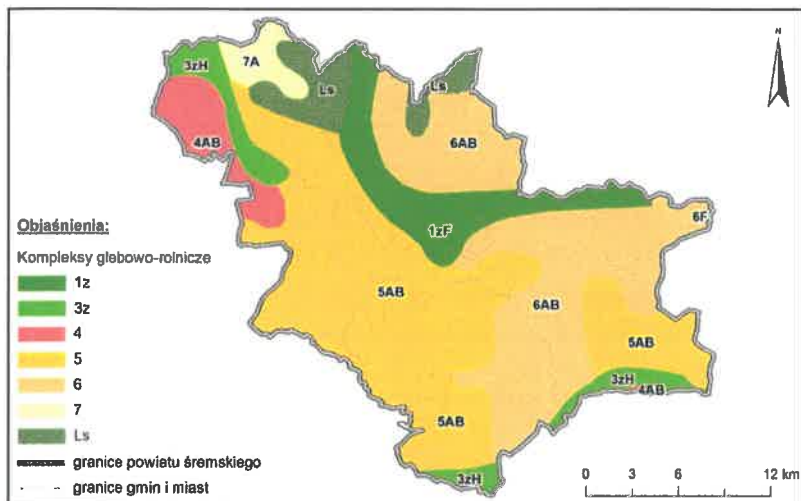 N
3zH
7A
Ls
Ls
4AB
6AB
6F
1zF
5AB
6AB
5AB
3zH
4AB
5AB
3zH
Objaśnienia:
Kompleksy glebowo-rolnicze
1z
3z
4
5
6
7
Ls
granice powiatu śremskiego
granice gmin i miast
0 3 6 12 km